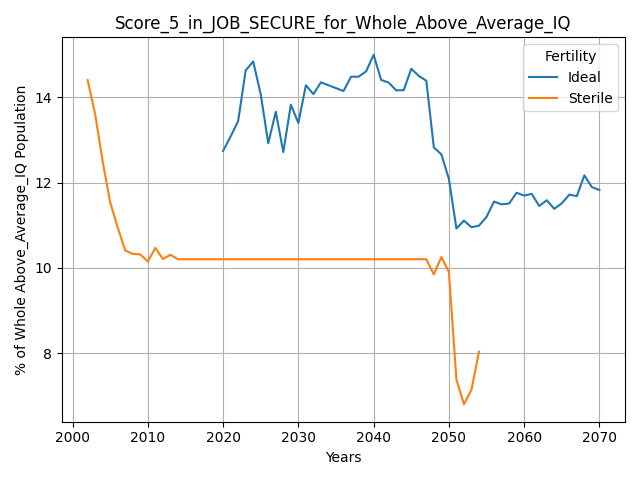 Score_5_in_JOB_SECURE_for_Whole_Above_Average_IQ
Fertility
Ideal
Sterile
% of Whole Above_Average_IQ Population
14
12
10
8
2000 2010 2020 2030 2040 2050 2060 2070
Years